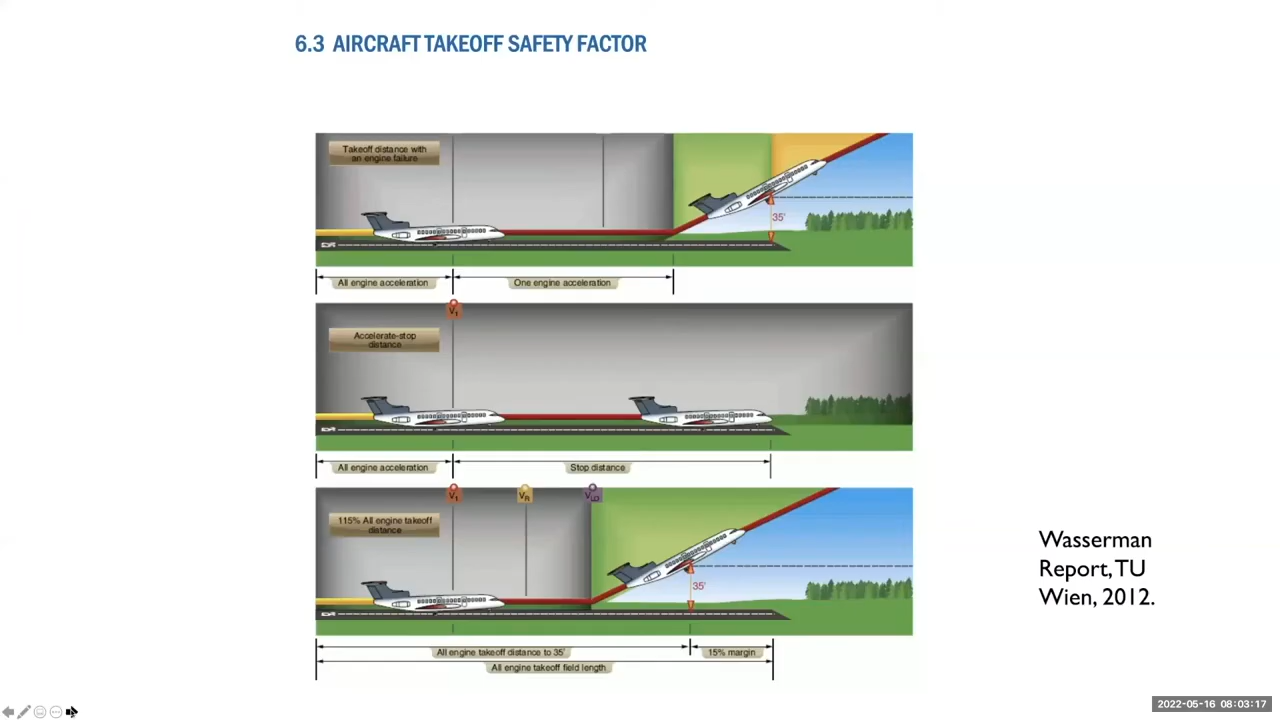 6.3 AIRCRAFT TAKEOFF SAFETY FACTOR
Takeoff distance with
an engine failure
35'
All engine acceleration
One engine acceleration
V1
Accelerate-stop
distance
All engine acceleration
Stop distance
V1
VR
VLO
115% All engine takeoff
distance
35'
All engine takeoff distance to 35'
15% margin
All engine takeoff field length
Wasserman
Report, TU
Wien, 2012.
2022-05-16 08:03:17